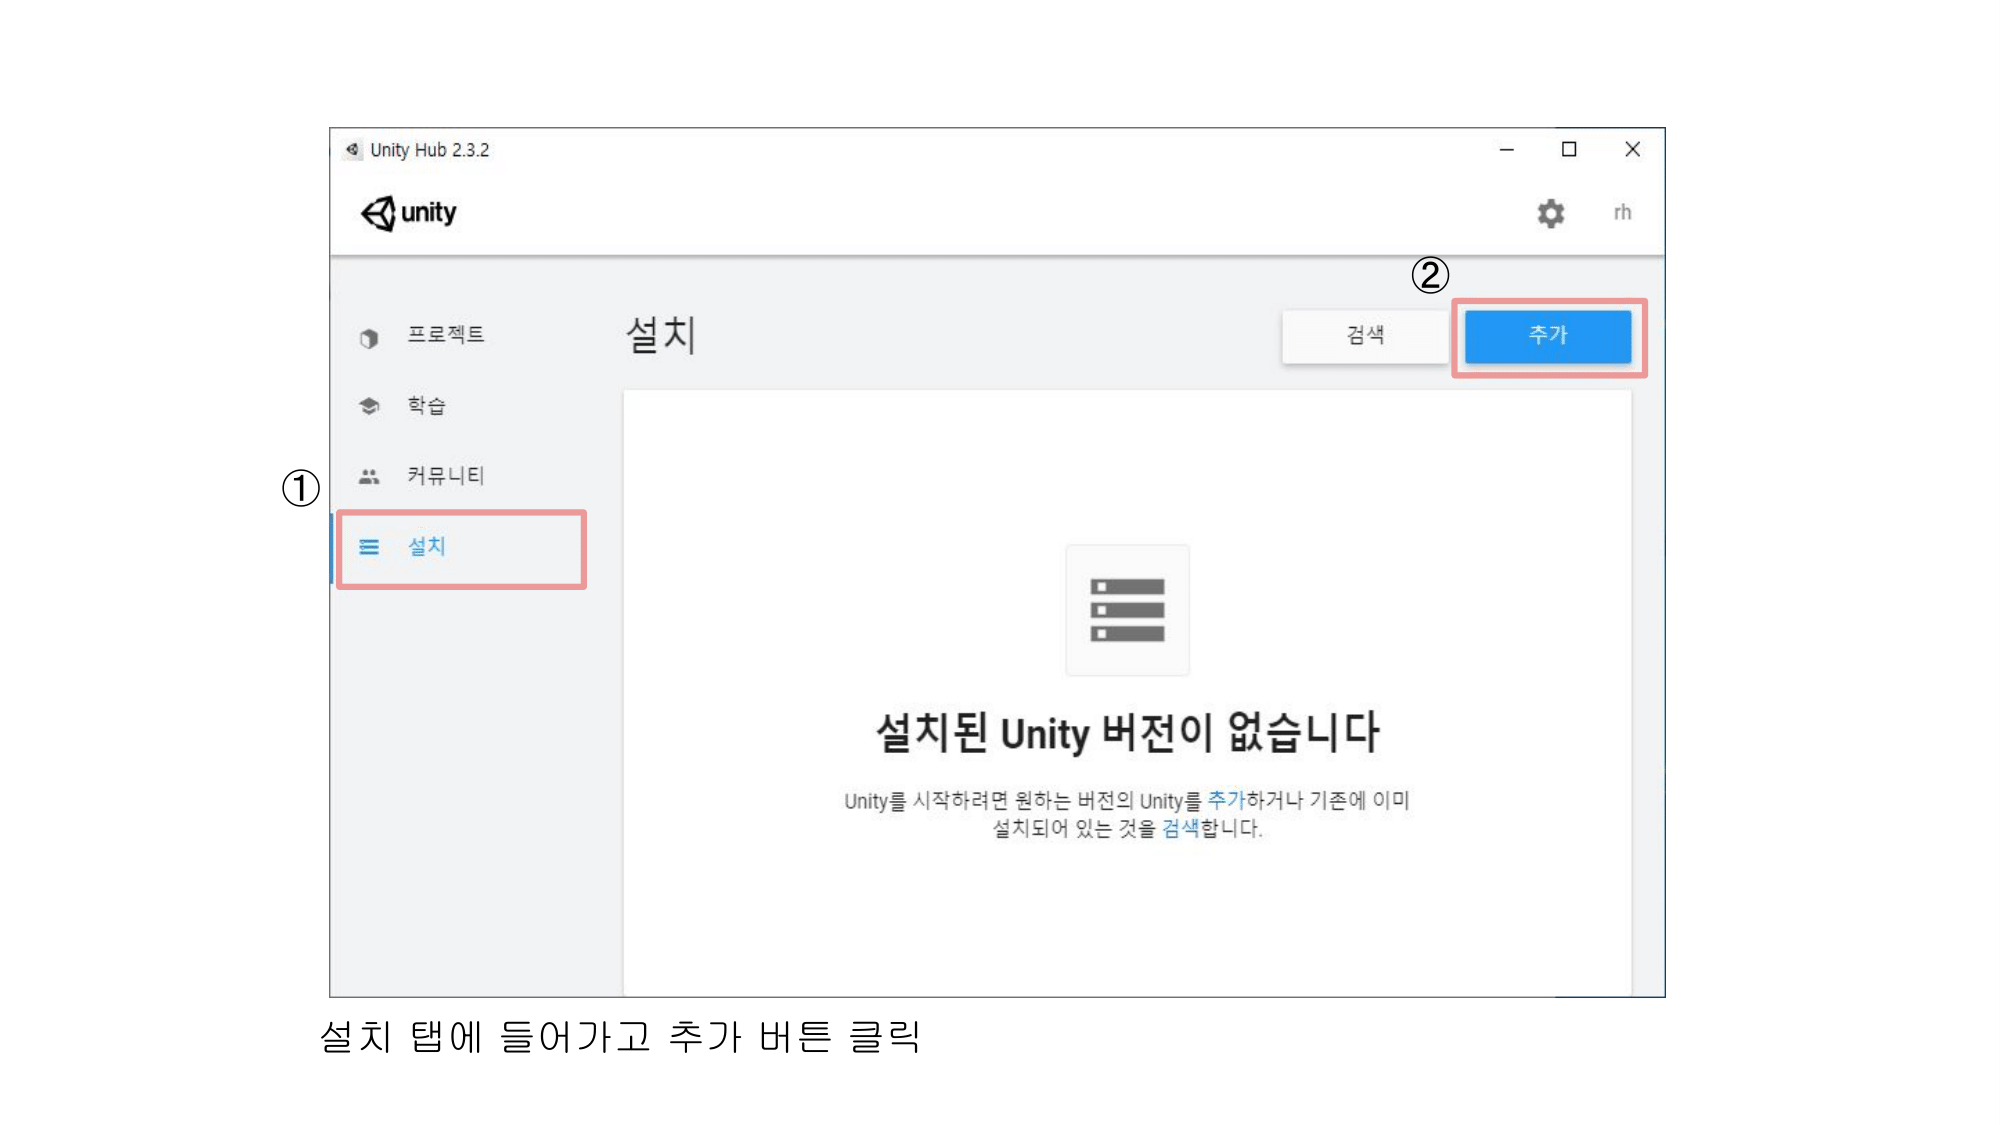 Unity Hub 2.3.2
unity
rh
②
프로젝트
설치
검색
추가
학습
커뮤니티
①
설치
설치된 Unity 버전이 없습니다
Unity를 시작하려면 원하는 버전의 Unity를 추가하거나 기존에 이미
설치되어 있는 것을 검색합니다.
설치 탭에 들어가고 추가 버튼 클릭